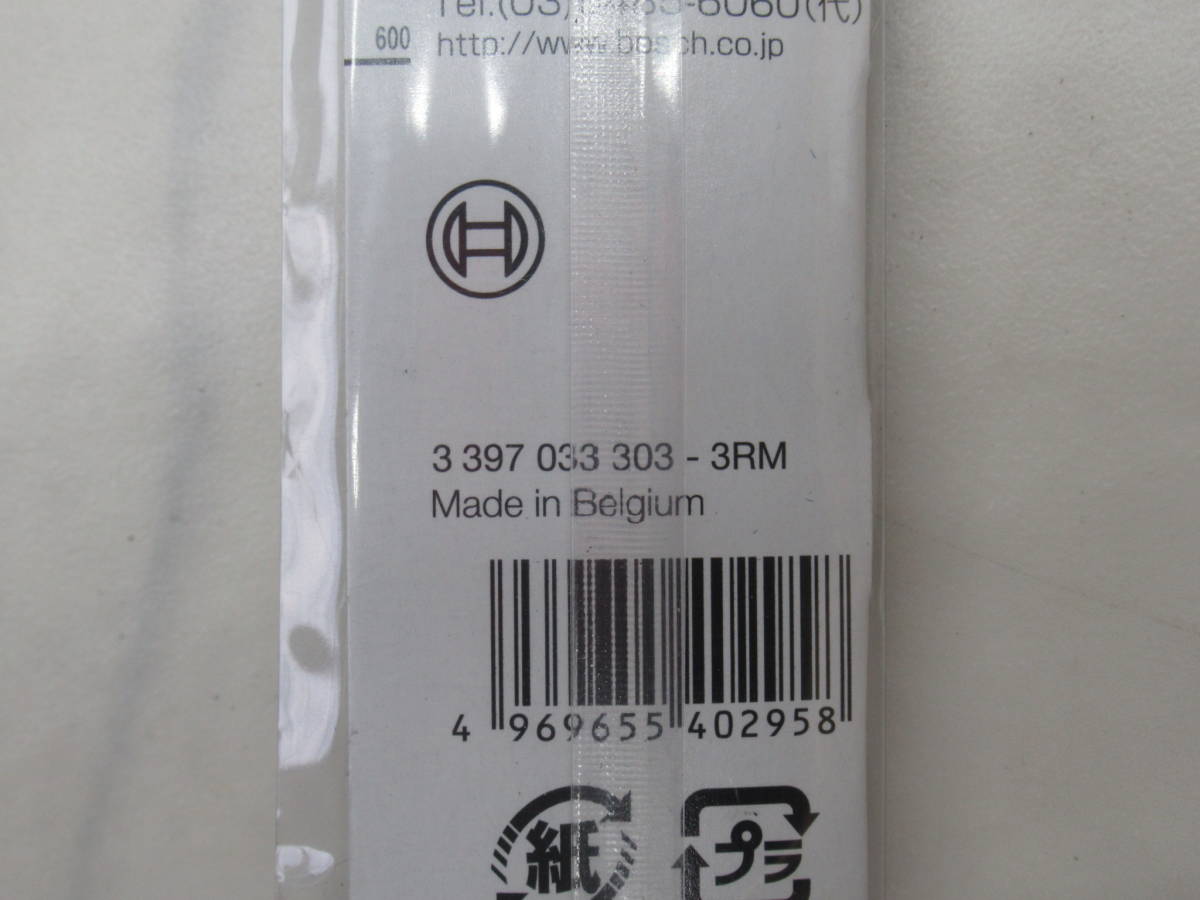 600
http://www.bosch.co.jp
3 397 033 303 - 3RM
Made in Belgium
4 969655 402958
紙 プラ